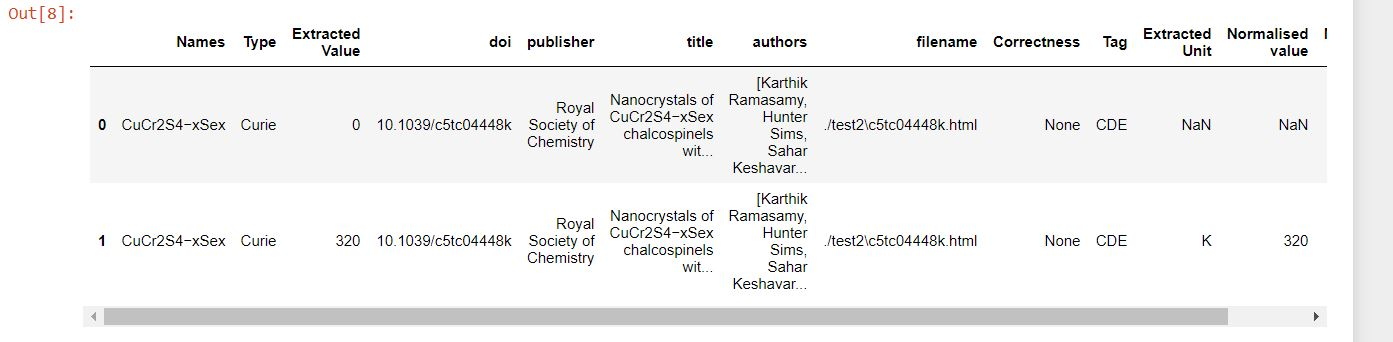 Out[8]:
Names Type Extracted Value doi publisher title authors filename Correctness Tag Extracted Unit Normalised value
0 CuCr2S4−xSex Curie 0 10.1039/c5tc04448k Royal Society of Chemistry Nanocrystals of CuCr2S4−xSex chalcospinels wit... [Karthik Ramasamy, Hunter Sims, Sahar Keshavar... ./test2\c5tc04448k.html None CDE NaN NaN
1 CuCr2S4−xSex Curie 320 10.1039/c5tc04448k Royal Society of Chemistry Nanocrystals of CuCr2S4−xSex chalcospinels wit... [Karthik Ramasamy, Hunter Sims, Sahar Keshavar... ./test2\c5tc04448k.html None CDE K 320